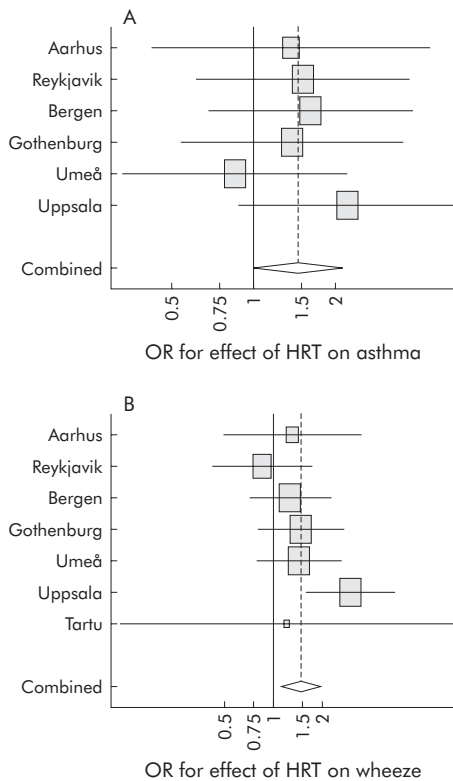 A
Aarhus
Reykjavik
Bergen
Gothenburg
Umeå
Uppsala
Combined
0.5 0.75 1 1.5 2
OR for effect of HRT on asthma
B
Aarhus
Reykjavik
Bergen
Gothenburg
Umeå
Uppsala
Tartu
Combined
0.5 0.75 1 1.5 2
OR for effect of HRT on wheeze